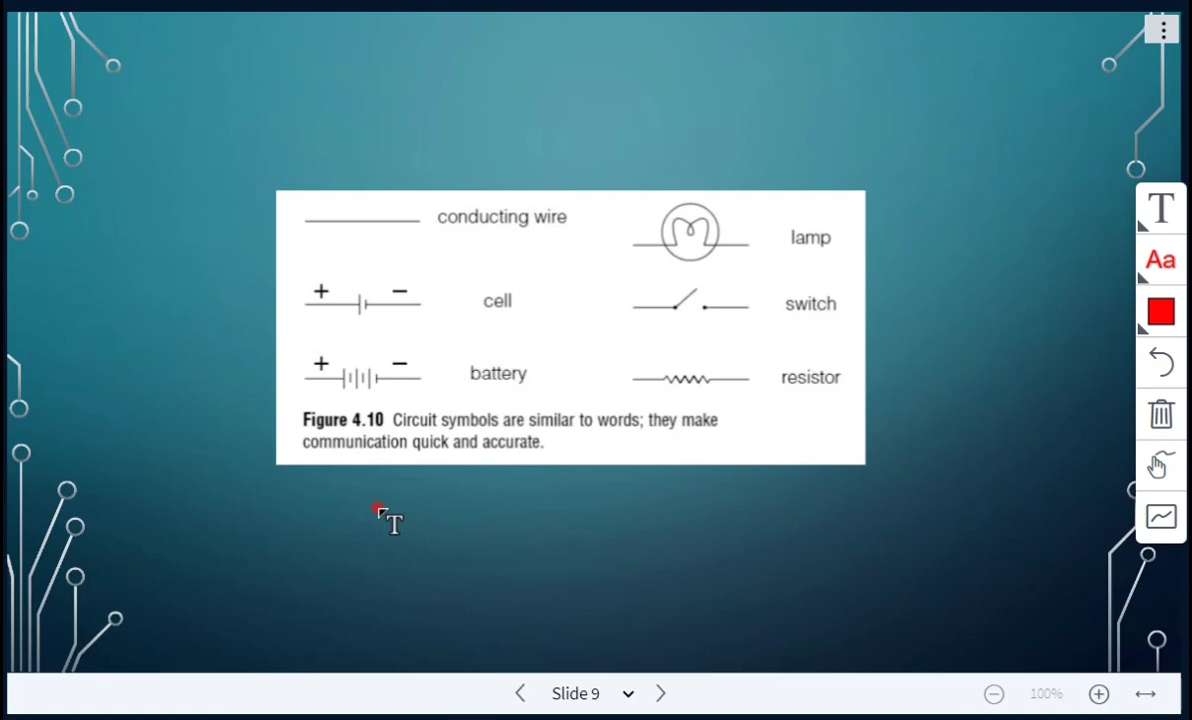 conducting wire
lamp
+ −
cell
switch
+ −
battery
resistor
Figure 4.10 Circuit symbols are similar to words; they make
communication quick and accurate.
T
Aa
T
Slide 9
100%